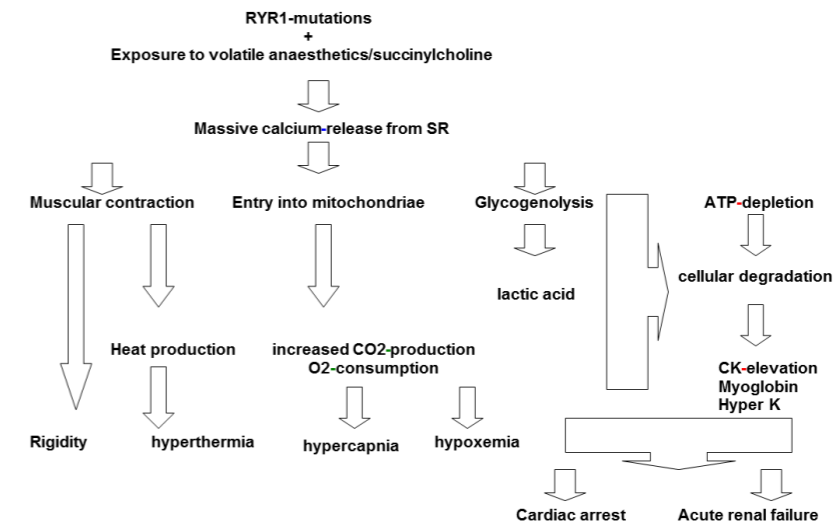 RYR1-mutations
+
Exposure to volatile anaesthetics/succinylcholine
Massive calcium-release from SR
Muscular contraction
Entry into mitochondriae
Glycogenolysis
ATP-depletion
cellular degradation
lactic acid
Heat production
increased CO2-production
O2-consumption
CK-elevation
Myoglobin
Hyper K
Rigidity
hyperthermia
hypercapnia
hypoxemia
Cardiac arrest
Acute renal failure